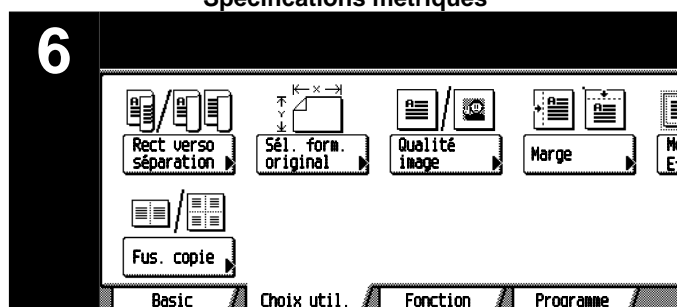 Spécifications métriques
6
Rect verso
séparation
Sél. form.
original
Qualité
image
Marge
Fus. copie
Basic
Choix util.
Fonction
Programme